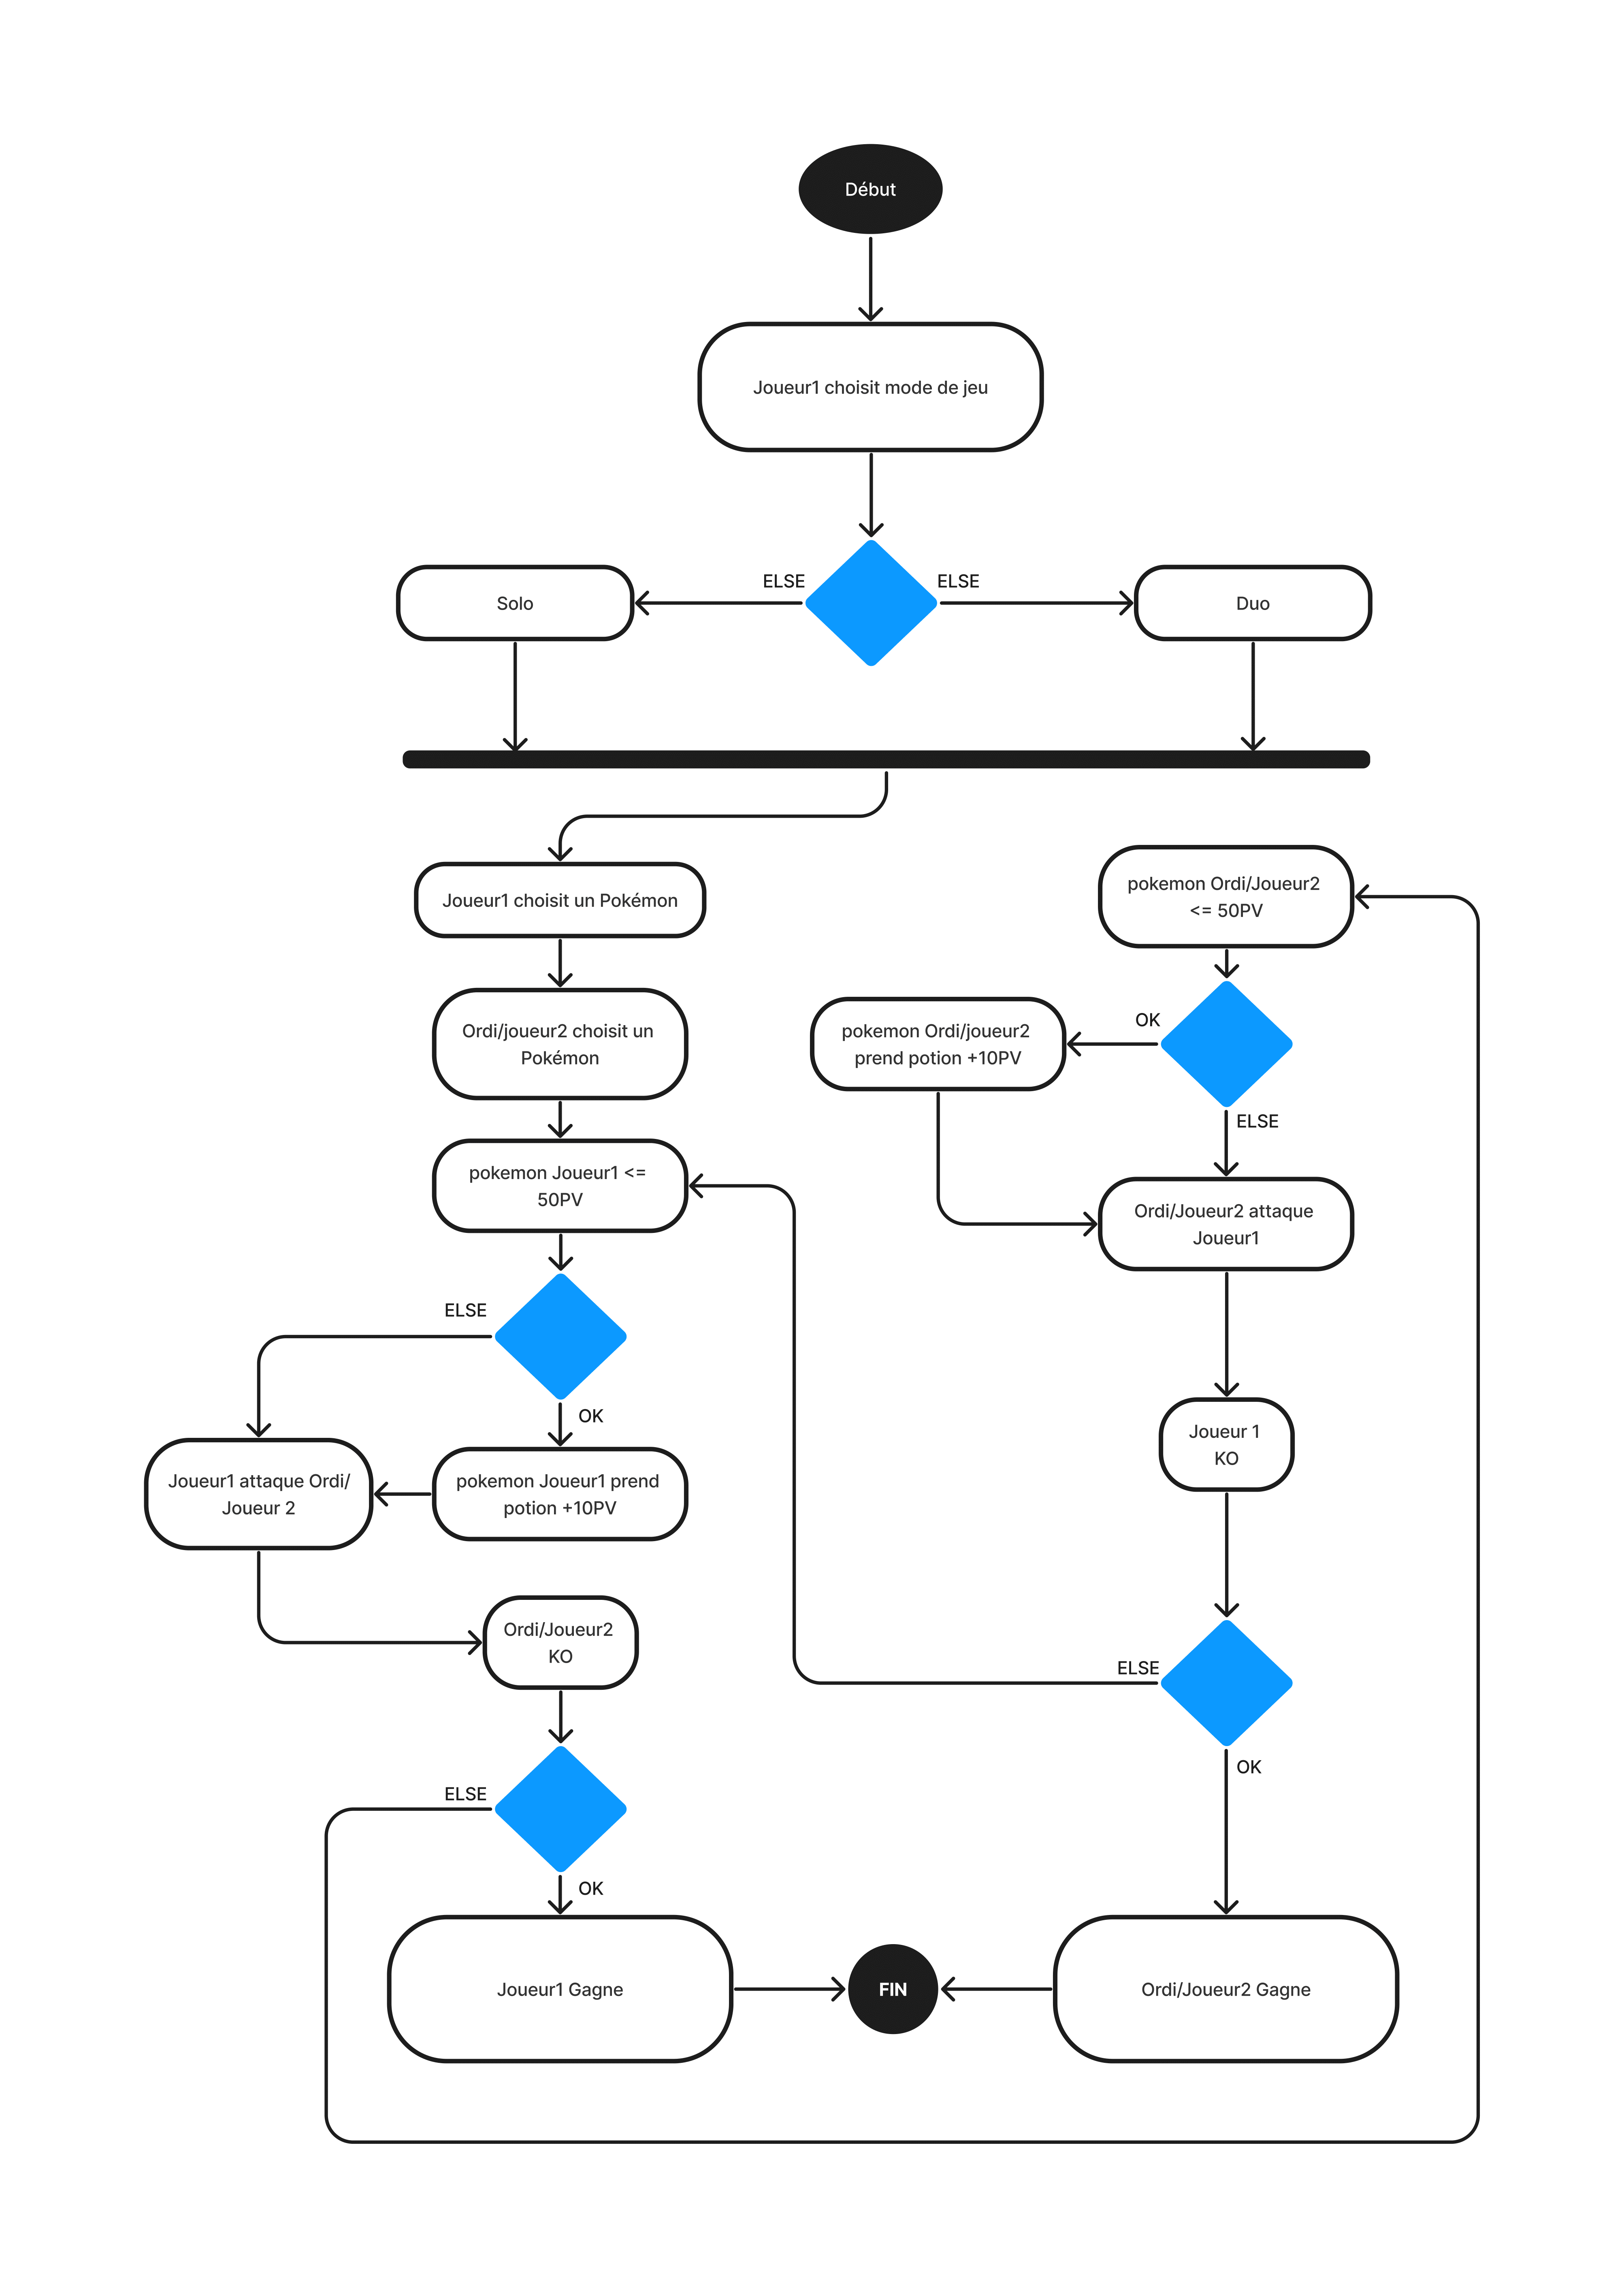 Début
Joueur1 choisit mode de jeu
ELSE
ELSE
Solo
Duo
Joueur1 choisit un Pokémon
pokemon Ordi/Joueur2
<= 50PV
Ordi/joueur2 choisit un
Pokémon
pokemon Ordi/joueur2
prend potion +10PV
OK
ELSE
pokemon Joueur1 <=
50PV
Ordi/Joueur2 attaque
Joueur1
ELSE
OK
Joueur 1
KO
Joueur1 attaque Ordi/
Joueur 2
pokemon Joueur1 prend
potion +10PV
Ordi/Joueur2
KO
ELSE
OK
ELSE
OK
Joueur1 Gagne
FIN
Ordi/Joueur2 Gagne